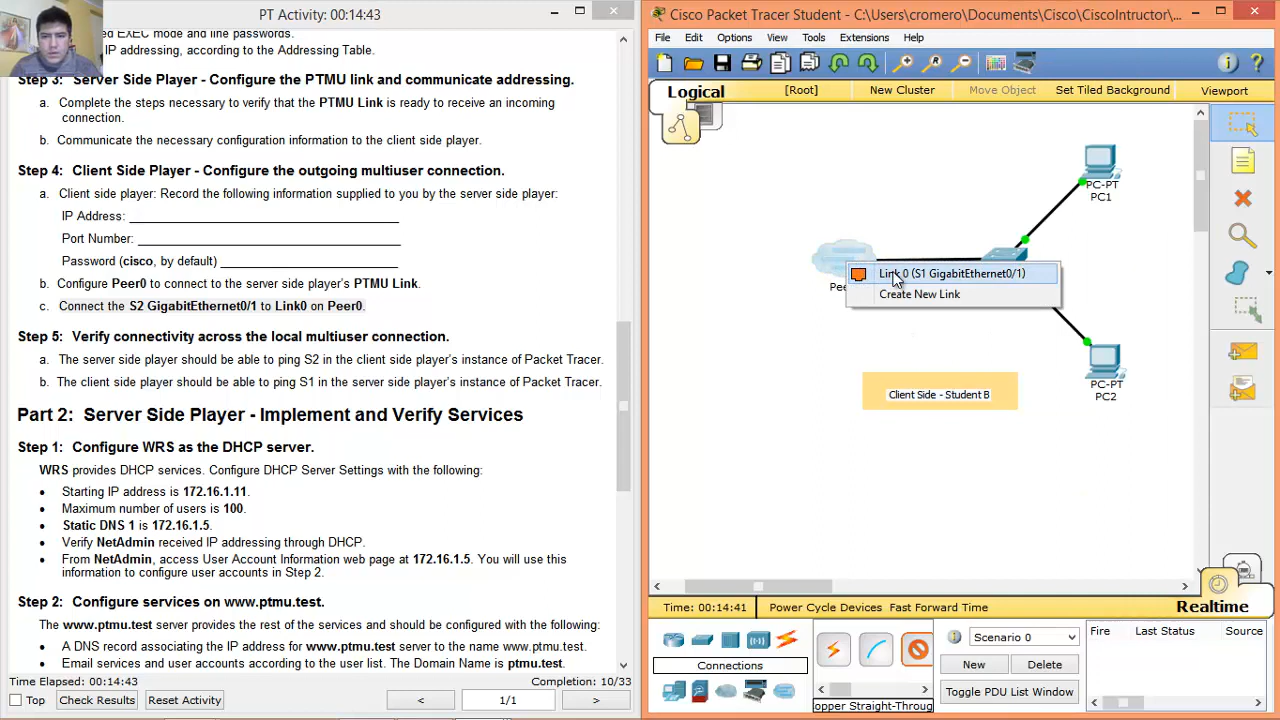 PT Activity: 00:14:43
ed EXEC mode and line passwords.
IP addressing, according to the Addressing Table.
Step 3: Server Side Player - Configure the PTMU link and communicate addressing.
a. Complete the steps necessary to verify that the PTMU Link is ready to receive an incoming
connection.
b. Communicate the necessary configuration information to the client side player.
Step 4: Client Side Player - Configure the outgoing multiuser connection.
a. Client side player: Record the following information supplied to you by the server side player:
IP Address:
Port Number:
Password (cisco, by default)
b. Configure Peer0 to connect to the server side player's PTMU Link.
c. Connect the S2 GigabitEthernet0/1 to Link0 on Peer0.
Step 5: Verify connectivity across the local multiuser connection.
a. The server side player should be able to ping S2 in the client side player's instance of Packet Tracer.
b. The client side player should be able to ping S1 in the server side player's instance of Packet Tracer.
Part 2: Server Side Player - Implement and Verify Services
Step 1: Configure WRS as the DHCP server.
WRS provides DHCP services. Configure DHCP Server Settings with the following:
• Starting IP address is 172.16.1.11.
• Maximum number of users is 100.
• Static DNS 1 is 172.16.1.5.
• Verify NetAdmin received IP addressing through DHCP.
• From NetAdmin, access User Account Information web page at 172.16.1.5. You will use this
information to configure user accounts in Step 2.
Step 2: Configure services on www.ptmu.test.
The www.ptmu.test server provides the rest of the services and should be configured with the following:
• A DNS record associating the IP address for www.ptmu.test server to the name www.ptmu.test.
• Email services and user accounts according to the user list. The Domain Name is ptmu.test.
Time Elapsed: 00:14:43 Completion: 10/33
Top Check Results Reset Activity < 1/1 >
Cisco Packet Tracer Student - C:\Users\cromero\Documents\Cisco\CiscoIntructor\...
File Edit Options View Tools Extensions Help
Logical [Root] New Cluster Move Object Set Tiled Background Viewport
PC-PT
PC1
Pee
Link 0 (S1 GigabitEthernet0/1)
Create New Link
PC-PT
PC2
Client Side - Student B
Time: 00:14:41 Power Cycle Devices Fast Forward Time Realtime
Connections
opper Straight-Throug
Scenario 0
New Delete
Toggle PDU List Window
Fire Last Status Source